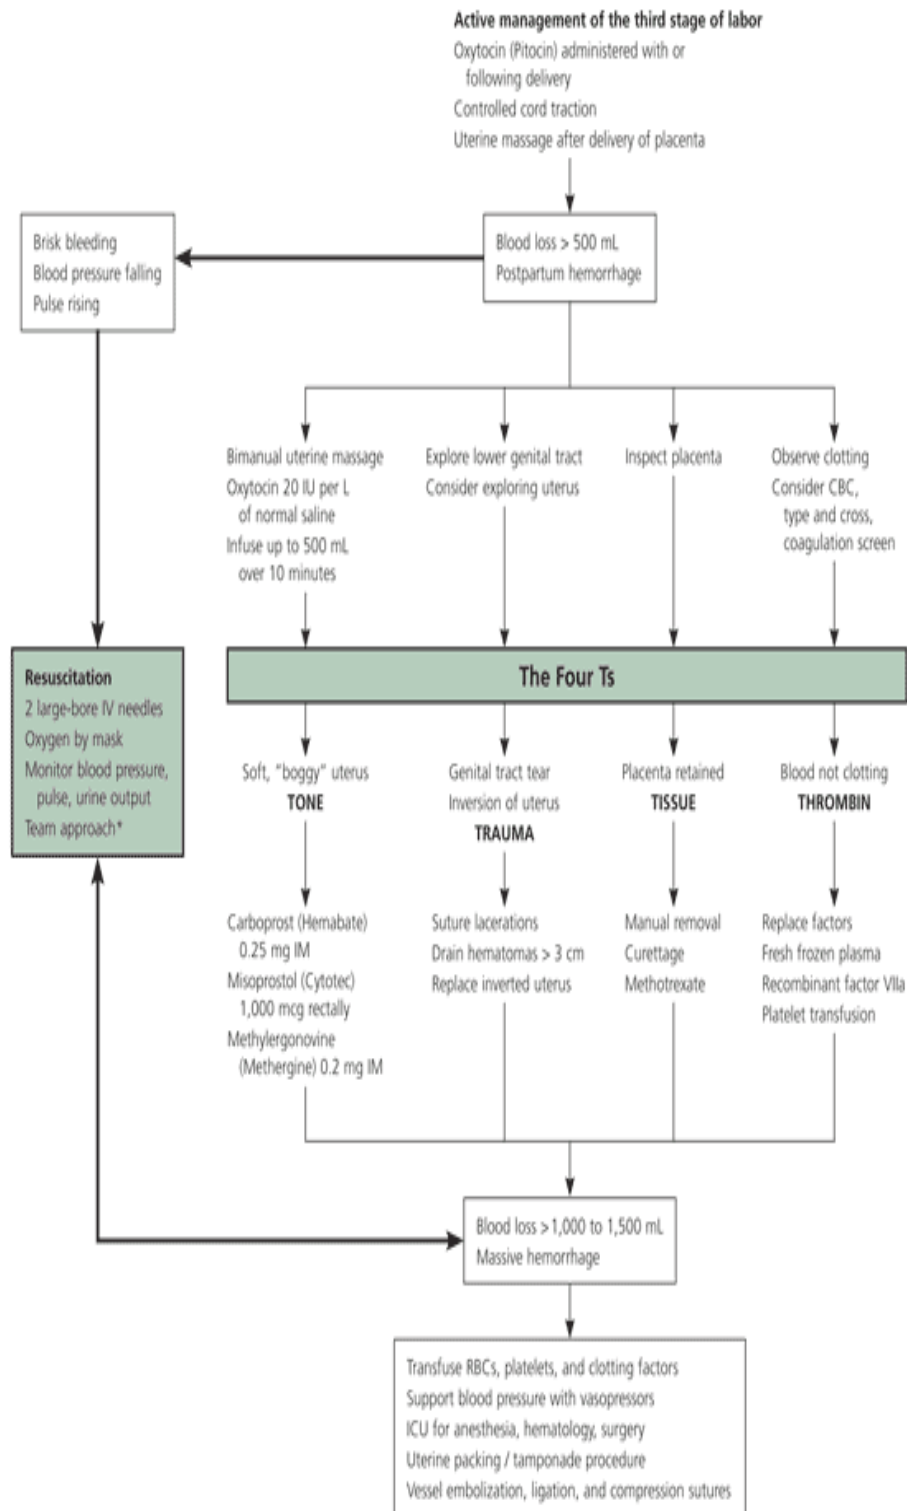 Active management of the third stage of labor
Oxytocin (Pitocin) administered with or
following delivery
Controlled cord traction
Uterine massage after delivery of placenta
Brisk bleeding
Blood pressure falling
Pulse rising
Blood loss > 500 mL
Postpartum hemorrhage
Bimanual uterine massage
Oxytocin 20 IU per L
of normal saline
Infuse up to 500 mL
over 10 minutes
Explore lower genital tract
Consider exploring uterus
Inspect placenta
Observe clotting
Consider CBC,
type and cross,
coagulation screen
Resuscitation
2 large-bore IV needles
Oxygen by mask
Monitor blood pressure,
pulse, urine output
Team approach*
The Four Ts
Soft, “boggy” uterus
TONE
Genital tract tear
Inversion of uterus
TRAUMA
Placenta retained
TISSUE
Blood not clotting
THROMBIN
Carboprost (Hemabate)
0.25 mg IM
Misoprostol (Cytotec)
1,000 mcg rectally
Methylergonovine
(Methergine) 0.2 mg IM
Suture lacerations
Drain hematomas > 3 cm
Replace inverted uterus
Manual removal
Curettage
Methotrexate
Replace factors
Fresh frozen plasma
Recombinant factor VIIa
Platelet transfusion
Blood loss >1,000 to 1,500 mL
Massive hemorrhage
Transfuse RBCs, platelets, and clotting factors
Support blood pressure with vasopressors
ICU for anesthesia, hematology, surgery
Uterine packing / tamponade procedure
Vessel embolization, ligation, and compression sutures